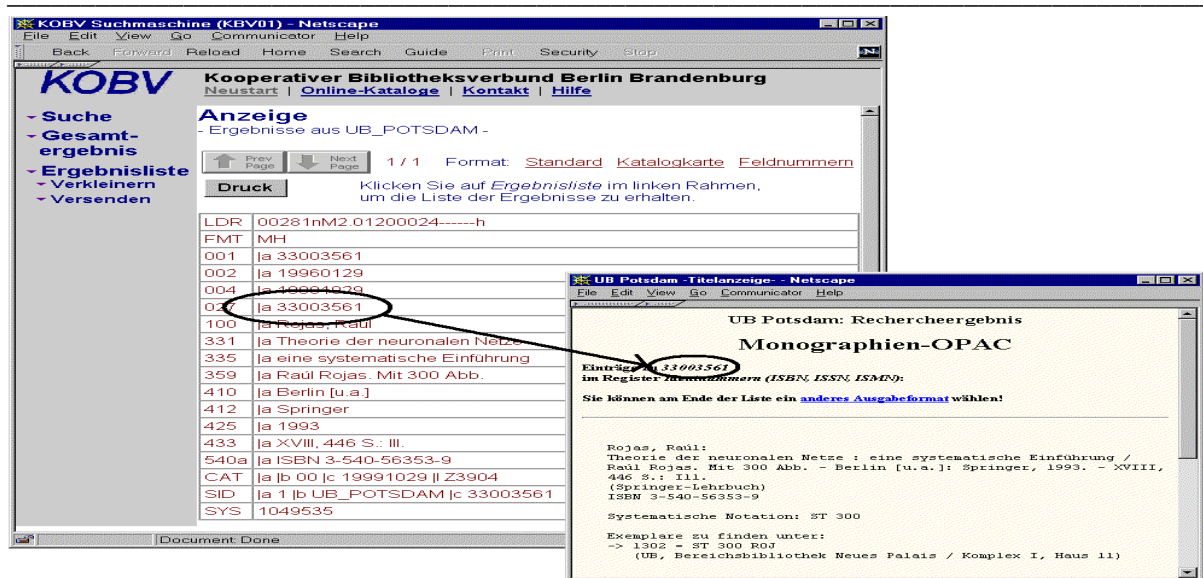 KOBV Suchmaschine (KBV01) - Netscape
File Edit View Go Communicator Help
Back Forward Reload Home Search Guide Print Security Stop
KOBV
Kooperativer Bibliotheksverbund Berlin Brandenburg
Neustart | Online-Kataloge | Kontakt | Hilfe
Suche
Gesamt-
ergebnis
Ergebnisliste
Verkleinern
Versenden
Anzeige
- Ergebnisse aus UB_POTSDAM -
Prev Page Next Page 1 / 1 Format: Standard Katalogkarte Feldnummern
Druck
Klicken Sie auf Ergebnisliste im linken Rahmen,
um die Liste der Ergebnisse zu erhalten.
LDR 00281nM2.01200024------h
FMT MH
001 |a 33003561
002 |a 19960129
004 |a 19991029
027 |a 33003561
100 |a Rojas, Raúl
331 |a Theorie der neuronalen Netze
335 |a eine systematische Einführung
359 |a Raúl Rojas. Mit 300 Abb.
410 |a Berlin [u.a.]
412 |a Springer
425 |a 1993
433 |a XVIII, 446 S.: Ill.
540a |a ISBN 3-540-56353-9
CAT |a |b 00 |c 19991029 |l Z3904
SID |a 1 |b UB_POTSDAM |c 33003561
SYS 1049535
Document: Done
UB Potsdam -Titelanzeige- - Netscape
File Edit View Go Communicator Help
UB Potsdam: Rechercheergebnis
Monographien-OPAC
Einträge zu 33003561
im Register Identnummern (ISBN, ISSN, ISMN):
Sie können am Ende der Liste ein anderes Ausgabeformat wählen!
Rojas, Raúl:
Theorie der neuronalen Netze : eine systematische Einführung /
Raúl Rojas. Mit 300 Abb. - Berlin [u.a.]: Springer, 1993. - XVIII,
446 S.: Ill.
(Springer-Lehrbuch)
ISBN 3-540-56353-9
Systematische Notation: ST 300
Exemplare zu finden unter:
-> 1302 = ST 300 ROJ
(UB, Bereichsbibliothek Neues Palais / Komplex I, Haus 11)